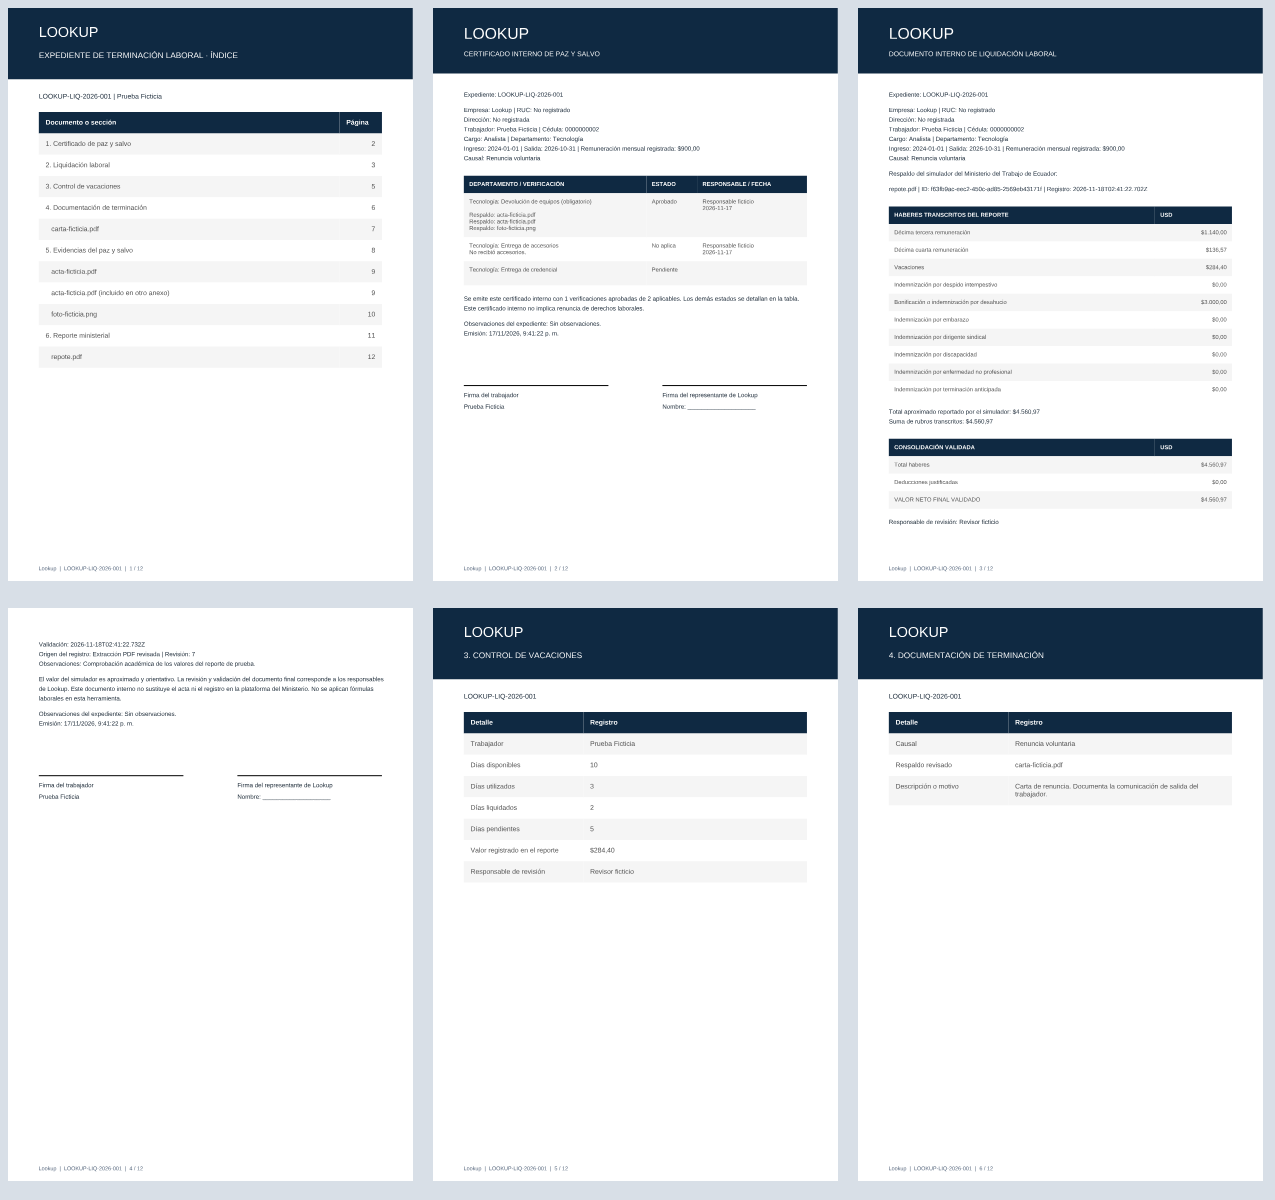 LOOKUP
EXPEDIENTE DE TERMINACIÓN LABORAL · ÍNDICE
LOOKUP-LIQ-2026-001 | Prueba Ficticia
Documento o sección Página
1. Certificado de paz y salvo 2
2. Liquidación laboral 3
3. Control de vacaciones 5
4. Documentación de terminación 6
carta-ficticia.pdf 7
5. Evidencias del paz y salvo 8
acta-ficticia.pdf 9
acta-ficticia.pdf (incluido en otro anexo) 9
foto-ficticia.png 10
6. Reporte ministerial 11
repote.pdf 12
Lookup | LOOKUP-LIQ-2026-001 | 1 / 12
LOOKUP
CERTIFICADO INTERNO DE PAZ Y SALVO
Expediente: LOOKUP-LIQ-2026-001
Empresa: Lookup | RUC: No registrado
Dirección: No registrada
Trabajador: Prueba Ficticia | Cédula: 0000000002
Cargo: Analista | Departamento: Tecnología
Ingreso: 2024-01-01 | Salida: 2026-10-31 | Remuneración mensual registrada: $900,00
Causal: Renuncia voluntaria
DEPARTAMENTO / VERIFICACIÓN ESTADO RESPONSABLE / FECHA
Tecnología: Devolución de equipos (obligatorio) Aprobado Responsable ficticio
2026-11-17
Respaldo: acta-ficticia.pdf
Respaldo: acta-ficticia.pdf
Respaldo: foto-ficticia.png
Tecnología: Entrega de accesorios No aplica Responsable ficticio
No recibió accesorios. 2026-11-17
Tecnología: Entrega de credencial Pendiente
Se emite este certificado interno con 1 verificaciones aprobadas de 2 aplicables. Los demás estados se detallan en la tabla.
Este certificado interno no implica renuncia de derechos laborales.
Observaciones del expediente: Sin observaciones.
Emisión: 17/11/2026, 9:41:22 p. m.
Firma del trabajador Firma del representante de Lookup
Prueba Ficticia Nombre: ____________________
Lookup | LOOKUP-LIQ-2026-001 | 2 / 12
LOOKUP
DOCUMENTO INTERNO DE LIQUIDACIÓN LABORAL
Expediente: LOOKUP-LIQ-2026-001
Empresa: Lookup | RUC: No registrado
Dirección: No registrada
Trabajador: Prueba Ficticia | Cédula: 0000000002
Cargo: Analista | Departamento: Tecnología
Ingreso: 2024-01-01 | Salida: 2026-10-31 | Remuneración mensual registrada: $900,00
Causal: Renuncia voluntaria
Respaldo del simulador del Ministerio del Trabajo de Ecuador:
repote.pdf | ID: f63fb9ac-eec2-450c-ad85-2569eb43171f | Registro: 2026-11-18T02:41:22.702Z
HABERES TRANSCRITOS DEL REPORTE USD
Décima tercera remuneración $1.140,00
Décima cuarta remuneración $136,57
Vacaciones $284,40
Indemnización por despido intempestivo $0,00
Bonificación o indemnización por desahucio $3.000,00
Indemnización por embarazo $0,00
Indemnización por dirigente sindical $0,00
Indemnización por discapacidad $0,00
Indemnización por enfermedad no profesional $0,00
Indemnización por terminación anticipada $0,00
Total aproximado reportado por el simulador: $4.560,97
Suma de rubros transcritos: $4.560,97
CONSOLIDACIÓN VALIDADA USD
Total haberes $4.560,97
Deducciones justificadas $0,00
VALOR NETO FINAL VALIDADO $4.560,97
Responsable de revisión: Revisor ficticio
Lookup | LOOKUP-LIQ-2026-001 | 3 / 12
Validación: 2026-11-18T02:41:22.732Z
Origen del registro: Extracción PDF revisada | Revisión: 7
Observaciones: Comprobación académica de los valores del reporte de prueba.
El valor del simulador es aproximado y orientativo. La revisión y validación del documento final corresponde a los responsables
de Lookup. Este documento interno no sustituye el acta ni el registro en la plataforma del Ministerio. No se aplican fórmulas
laborales en esta herramienta.
Observaciones del expediente: Sin observaciones.
Emisión: 17/11/2026, 9:41:22 p. m.
Firma del trabajador Firma del representante de Lookup
Prueba Ficticia Nombre: ____________________
Lookup | LOOKUP-LIQ-2026-001 | 4 / 12
LOOKUP
3. CONTROL DE VACACIONES
LOOKUP-LIQ-2026-001
Detalle Registro
Trabajador Prueba Ficticia
Días disponibles 10
Días utilizados 3
Días liquidados 2
Días pendientes 5
Valor registrado en el reporte $284,40
Responsable de revisión Revisor ficticio
Lookup | LOOKUP-LIQ-2026-001 | 5 / 12
LOOKUP
4. DOCUMENTACIÓN DE TERMINACIÓN
LOOKUP-LIQ-2026-001
Detalle Registro
Causal Renuncia voluntaria
Respaldo revisado carta-ficticia.pdf
Descripción o motivo Carta de renuncia. Documenta la comunicación de salida del
trabajador.
Lookup | LOOKUP-LIQ-2026-001 | 6 / 12